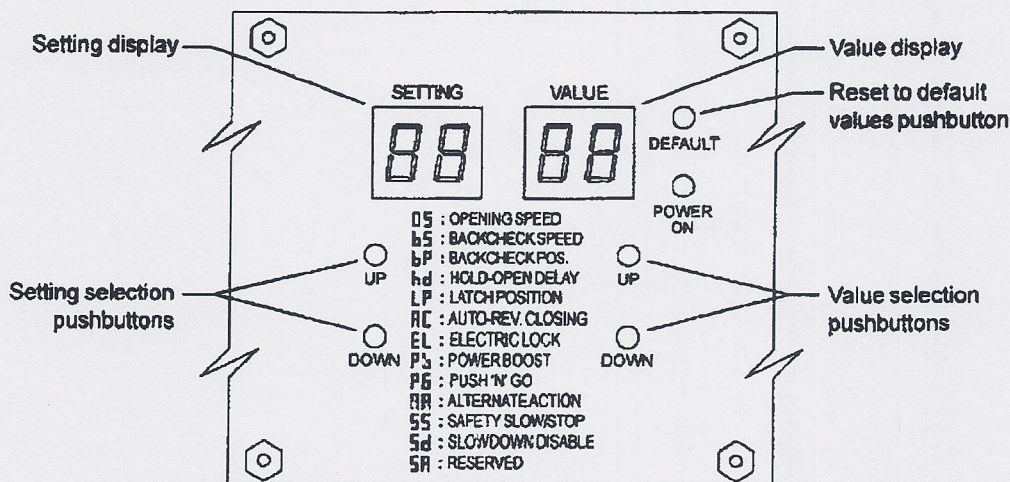 Setting display
Value display
Reset to default
values pushbutton
SETTING
VALUE
88
88
DEFAULT
POWER
ON
OS : OPENING SPEED
bS : BACKCHECK SPEED
bP : BACKCHECK POS.
hd : HOLD-OPEN DELAY
LP : LATCH POSITION
AC : AUTO-REV. CLOSING
EL : ELECTRIC LOCK
Pb : POWER BOOST
PG : PUSH 'N' GO
AA : ALTERNATE ACTION
SS : SAFETY SLOW/STOP
Sd : SLOWDOWN DISABLE
SA : RESERVED
UP
DOWN
UP
DOWN
Setting selection
pushbuttons
Value selection
pushbuttons